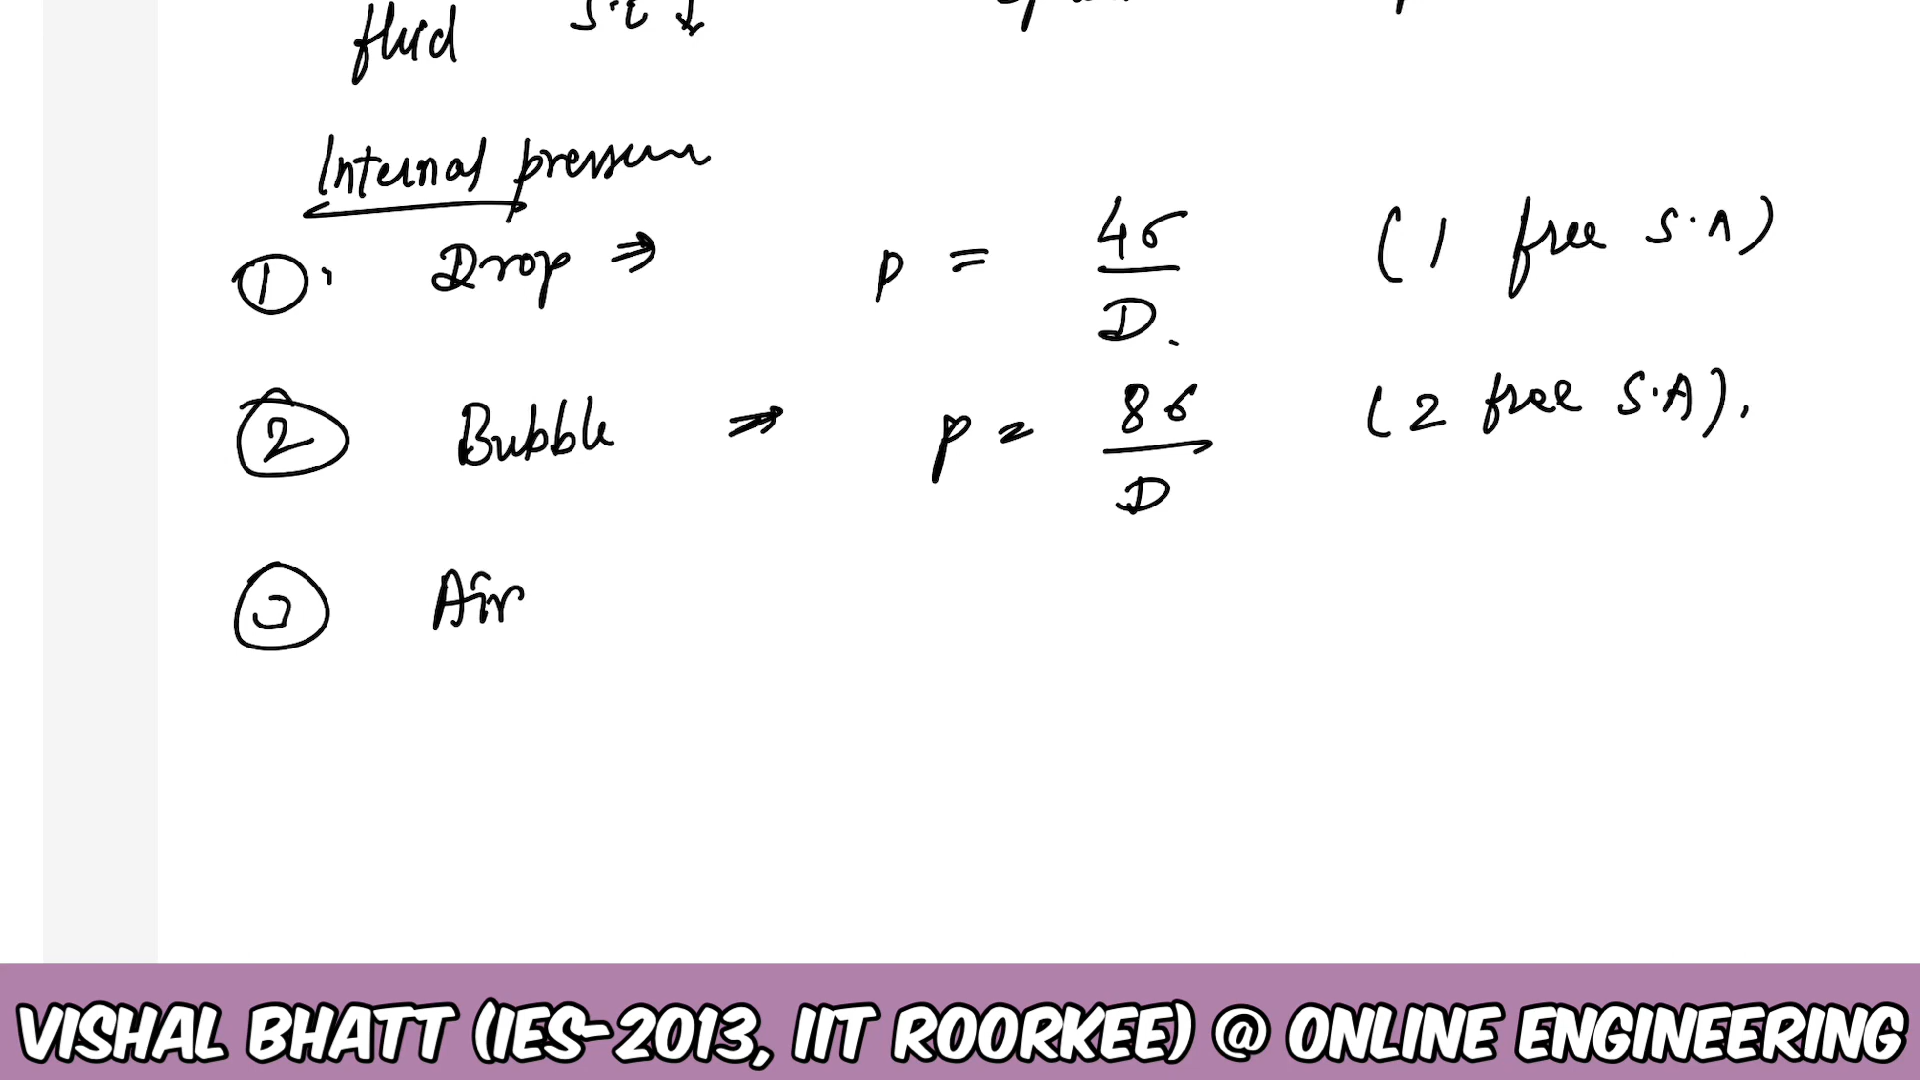 fluid
Internal pressure
① Drop ⇒ p = 4σ/D. (1 free S.A)
② Bubble ⇒ p = 8σ/D (2 free S.A).
③ Air
VISHAL BHATT (IES-2013, IIT ROORKEE) @ ONLINE ENGINEERING